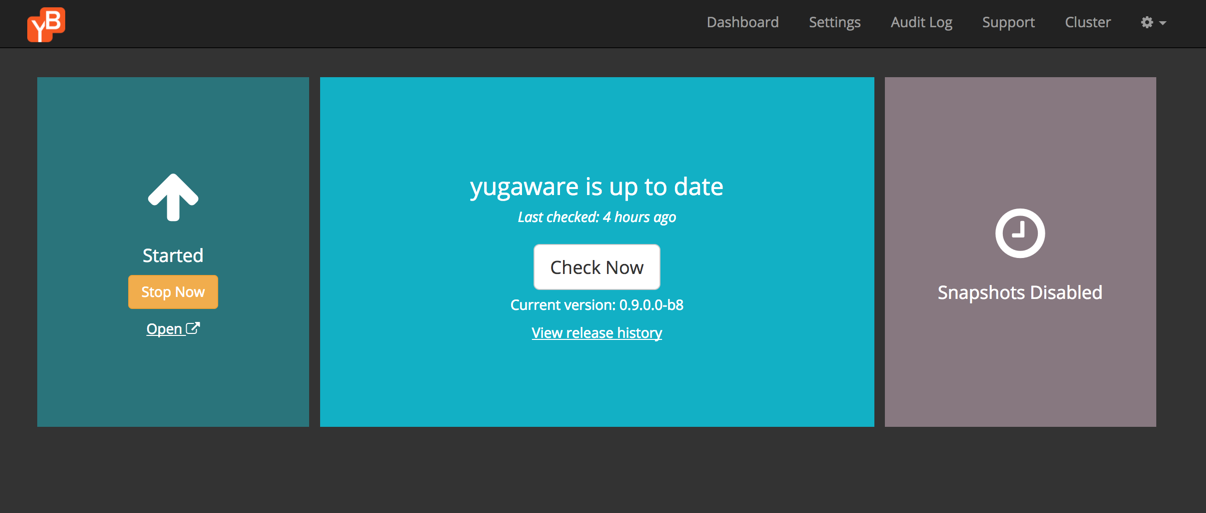 YB
Dashboard Settings Audit Log Support Cluster
Started
Stop Now
Open
yugaware is up to date
Last checked: 4 hours ago
Check Now
Current version: 0.9.0.0-b8
View release history
Snapshots Disabled